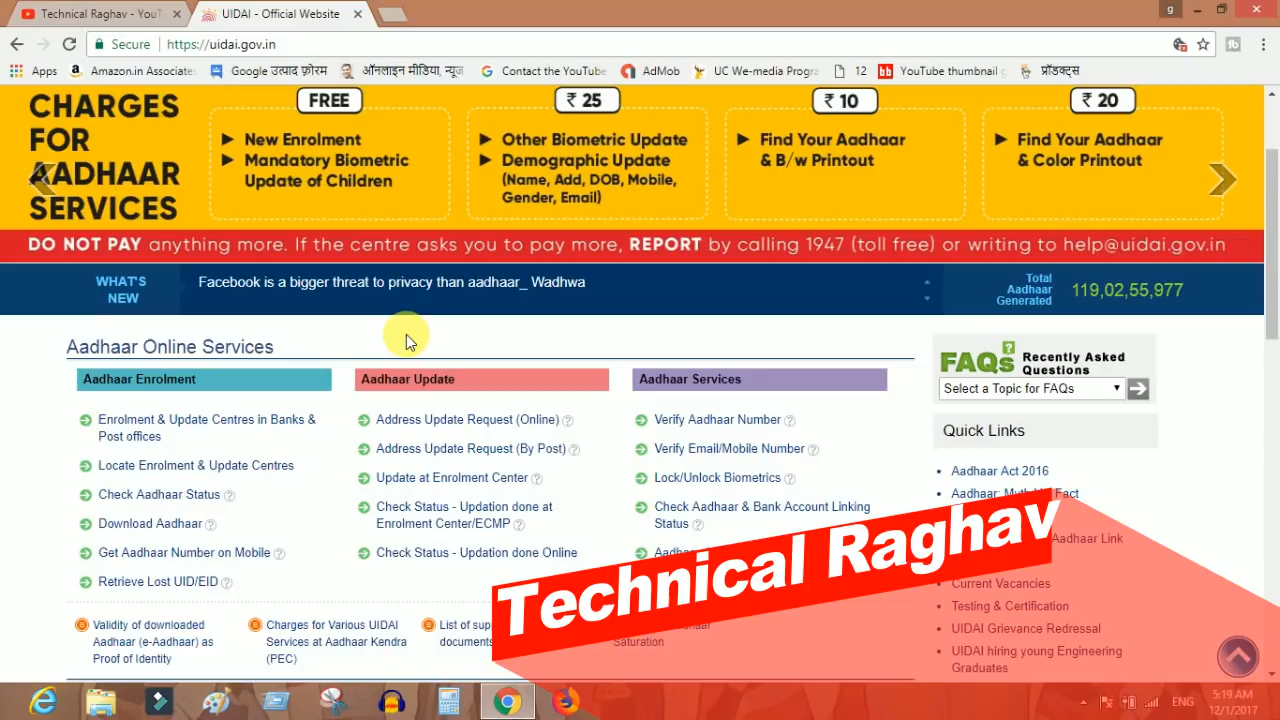 Technical Raghav - YouT
UIDAI - Official Website
g
Secure
https://uidai.gov.in
Apps
Amazon.in Associates
Google उत्पाद फ़ोरम
ऑनलाइन मीडिया, न्यूज
Contact the YouTube
AdMob
UC We-media Progra
12
YouTube thumbnail
प्रॉडक्ट्स
CHARGES
FOR
AADHAAR
SERVICES
FREE
New Enrolment
Mandatory Biometric
Update of Children
₹ 25
Other Biometric Update
Demographic Update
(Name, Add, DOB, Mobile,
Gender, Email)
₹ 10
Find Your Aadhaar
& B/w Printout
₹ 20
Find Your Aadhaar
& Color Printout
DO NOT PAY anything more. If the centre asks you to pay more, REPORT by calling 1947 (toll free) or writing to help@uidai.gov.in
WHAT'S
NEW
Facebook is a bigger threat to privacy than aadhaar_ Wadhwa
Total
Aadhaar
Generated
119,02,55,977
Aadhaar Online Services
Aadhaar Enrolment
Enrolment & Update Centres in Banks &
Post offices
Locate Enrolment & Update Centres
Check Aadhaar Status
Download Aadhaar
Get Aadhaar Number on Mobile
Retrieve Lost UID/EID
Aadhaar Update
Address Update Request (Online)
Address Update Request (By Post)
Update at Enrolment Center
Check Status - Updation done at
Enrolment Center/ECMP
Check Status - Updation done Online
Aadhaar Services
Verify Aadhaar Number
Verify Email/Mobile Number
Lock/Unlock Biometrics
Check Aadhaar & Bank Account Linking
Status
FAQs
Recently Asked
Questions
Select a Topic for FAQs
Quick Links
Aadhaar Act 2016
Aadhaar: Fact
Aadhaar Link
Current Vacancies
Testing & Certification
UIDAI Grievance Redressal
UIDAI hiring young Engineering
Graduates
Validity of downloaded
Aadhaar (e-Aadhaar) as
Proof of Identity
Charges for Various UIDAI
Services at Aadhaar Kendra
(PEC)
List of
Saturation
Technical Raghav
ENG
5:19 AM
12/1/2017